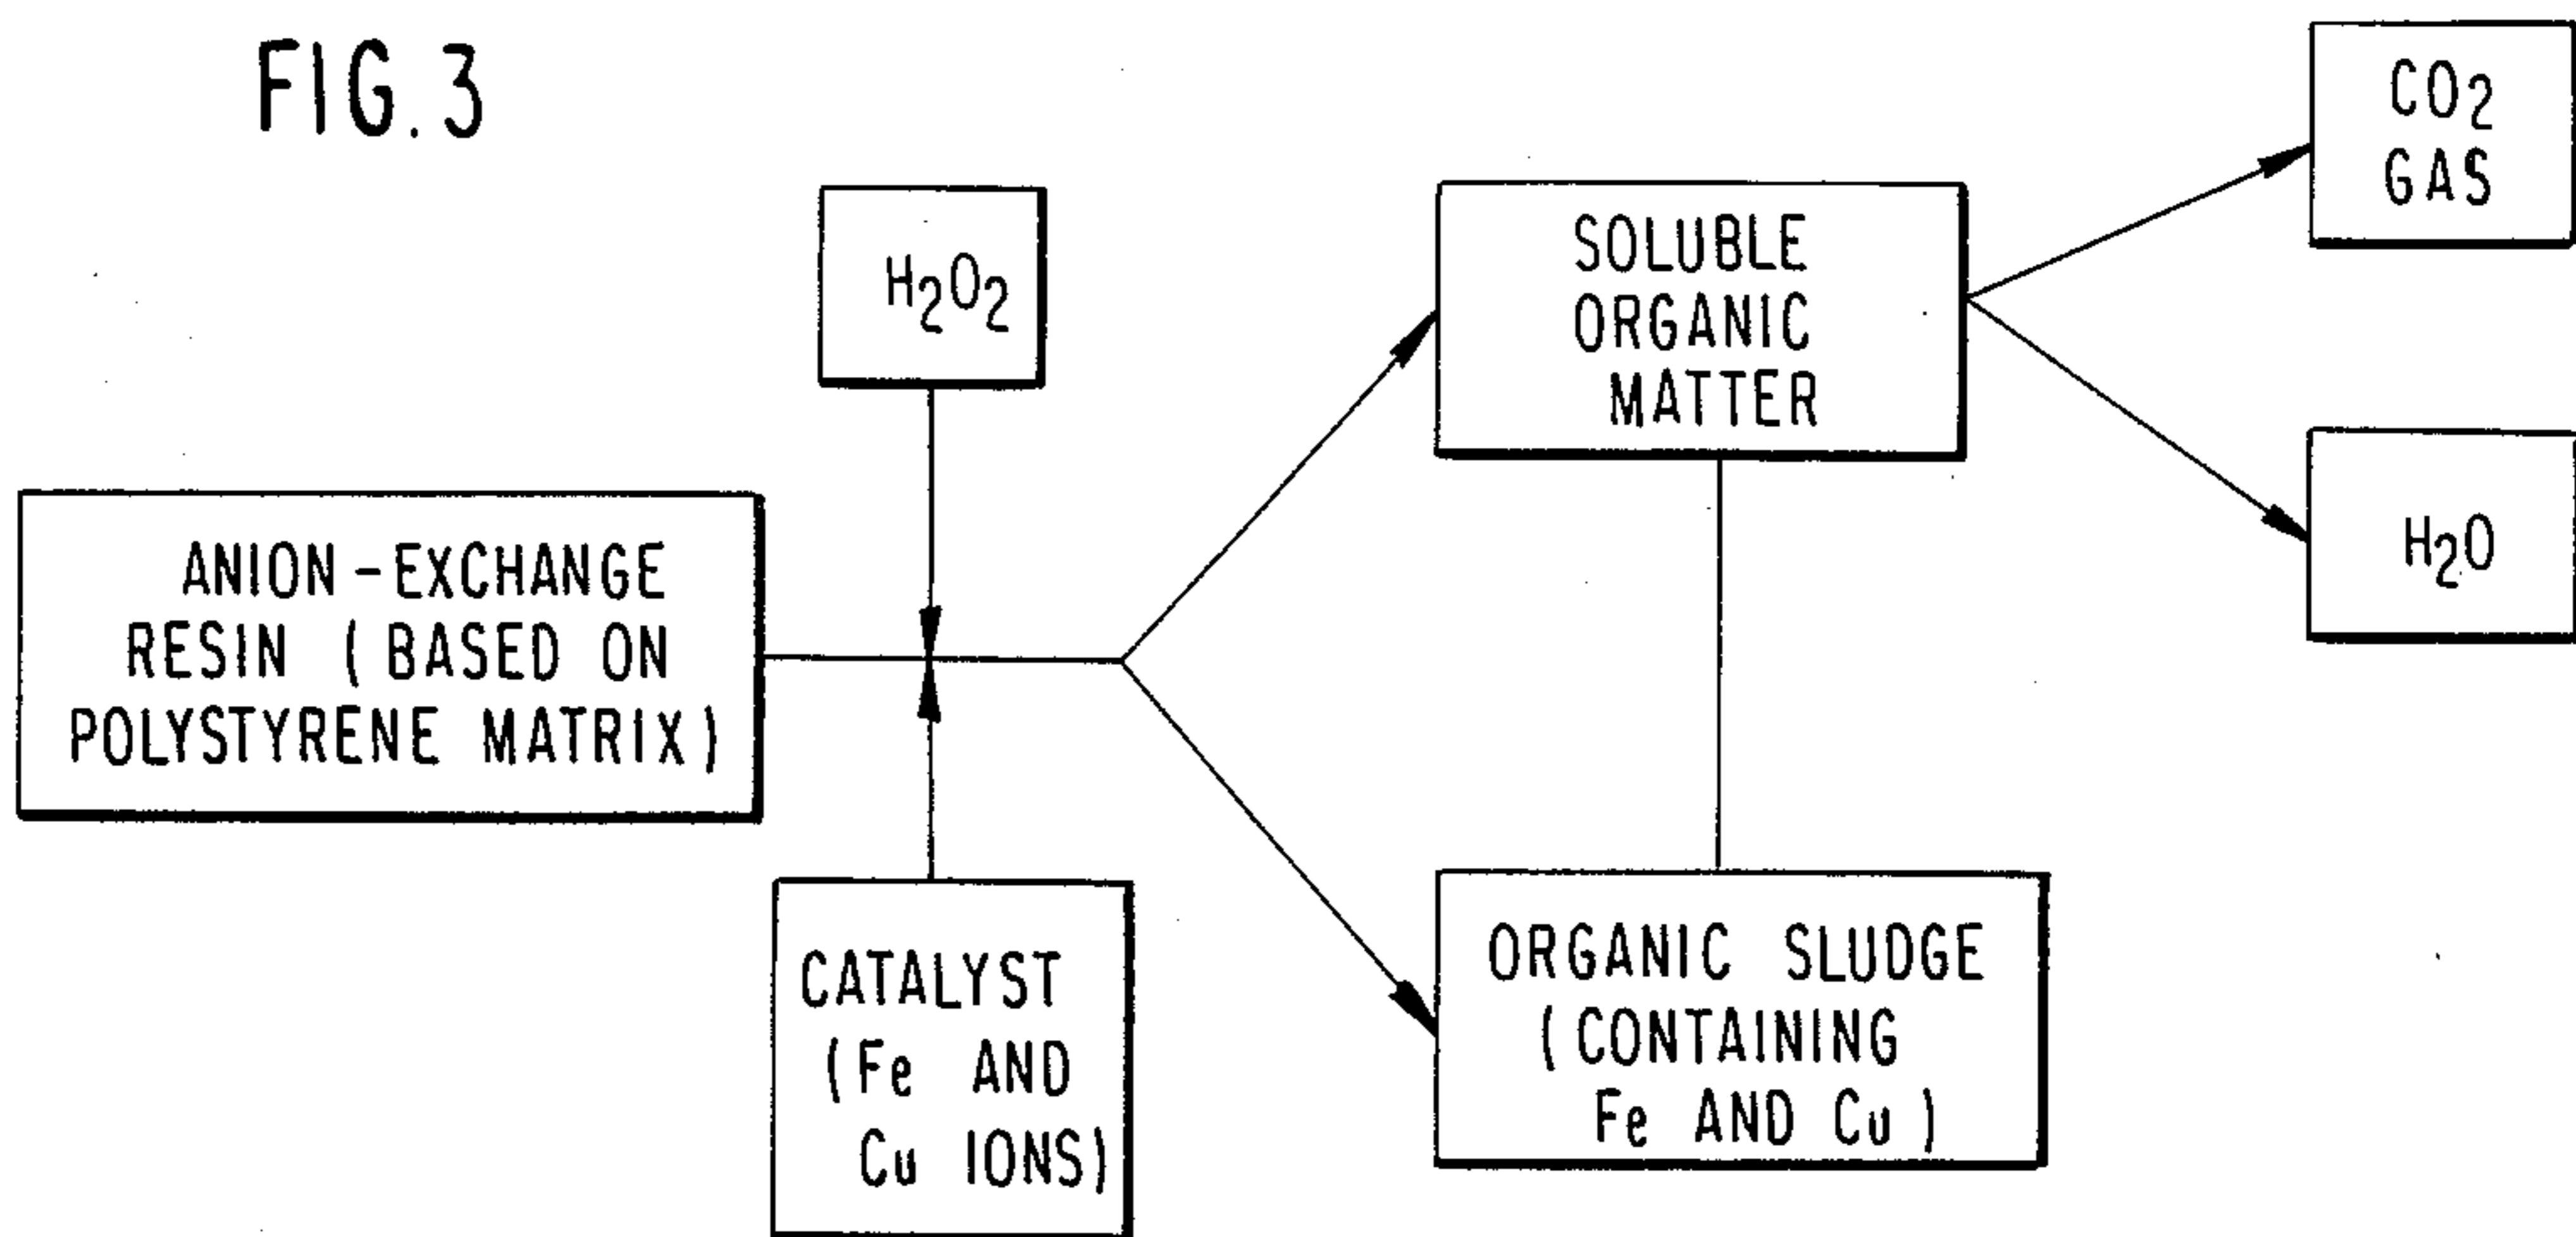 FIG.3
H2O2
ANION-EXCHANGE
RESIN (BASED ON
POLYSTYRENE MATRIX)
CATALYST
(Fe AND
Cu IONS)
SOLUBLE
ORGANIC
MATTER
ORGANIC SLUDGE
(CONTAINING
Fe AND Cu)
CO2
GAS
H2O